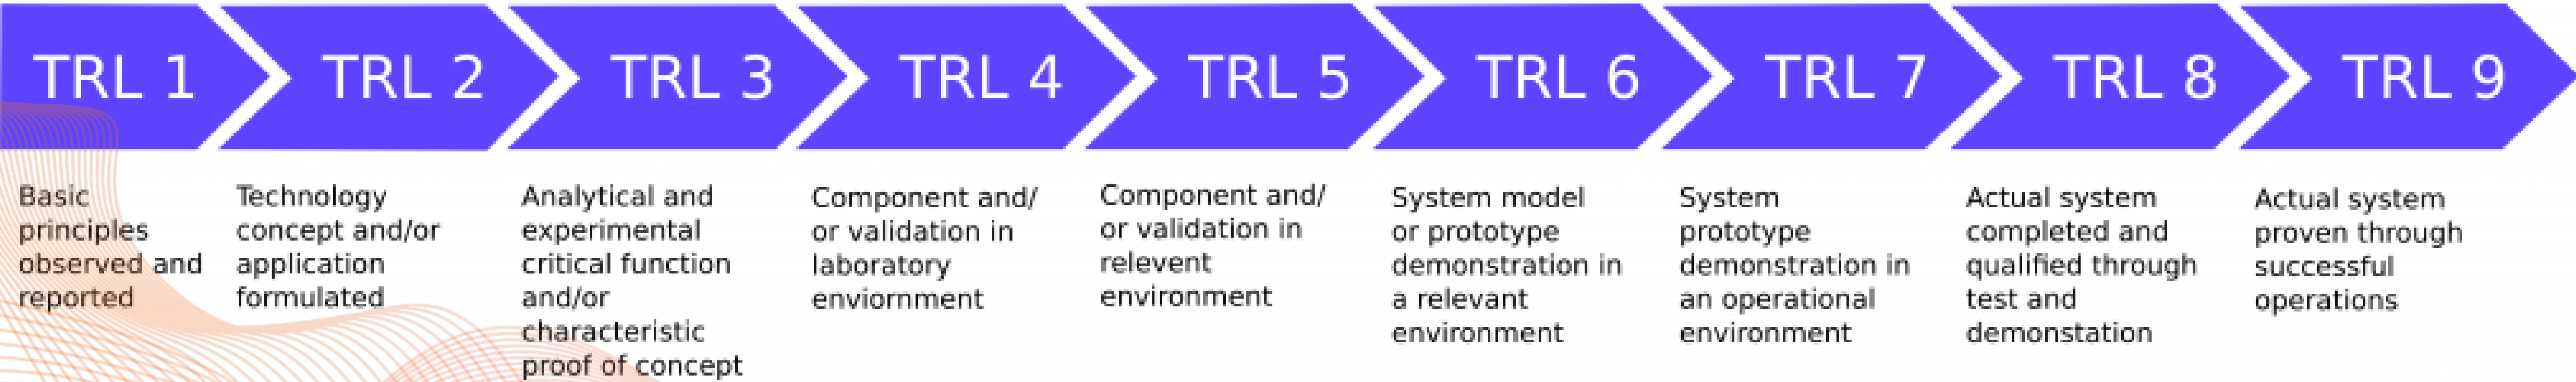 TRL 1
TRL 2
TRL 3
TRL 4
TRL 5
TRL 6
TRL 7
TRL 8
TRL 9
Basic
principles
observed and
reported
Technology
concept and/or
application
formulated
Analytical and
experimental
critical function
and/or
characteristic
proof of concept
Component and/
or validation in
laboratory
enviornment
Component and/
or validation in
relevent
environment
System model
or prototype
demonstration in
a relevant
environment
System
prototype
demonstration in
an operational
environment
Actual system
completed and
qualified through
test and
demonstation
Actual system
proven through
successful
operations